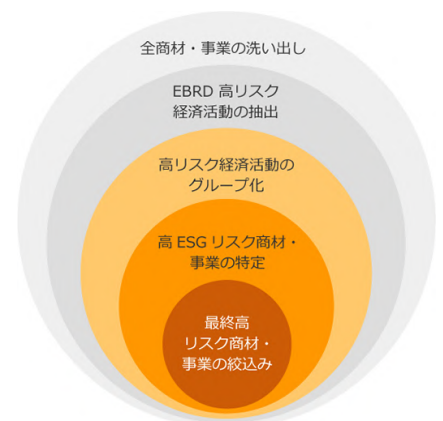 全商材・事業の洗い出し
EBRD 高リスク
経済活動の抽出
高リスク経済活動の
グループ化
高 ESG リスク商材・
事業の特定
最終高
リスク商材・
事業の絞込み